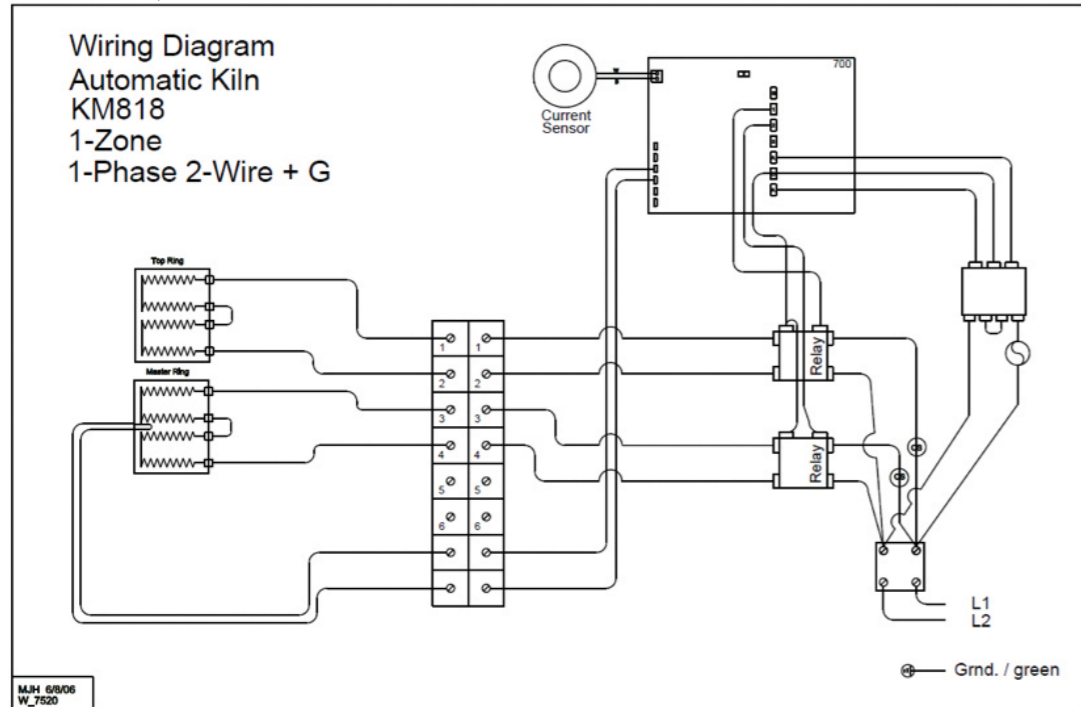 Wiring Diagram
Automatic Kiln
KM818
1-Zone
1-Phase 2-Wire + G
Current
Sensor
700
Top Ring
Master Ring
1 1
2 2
3 3
4 4
5 5
6 6
Relay
Relay
CS
CS
L1
L2
Grnd. / green
MJH 6/8/06
W_7520